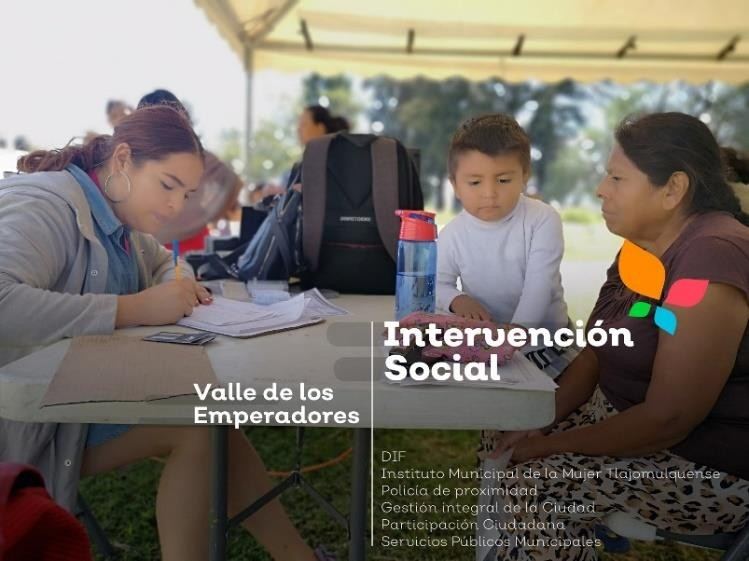 Intervención
Social
Valle de los
Emperadores
DIF
Instituto Municipal de la Mujer Tlajomulquense
Policía de proximidad
Gestión integral de la Ciudad
Participación Ciudadana
Servicios Públicos Municipales